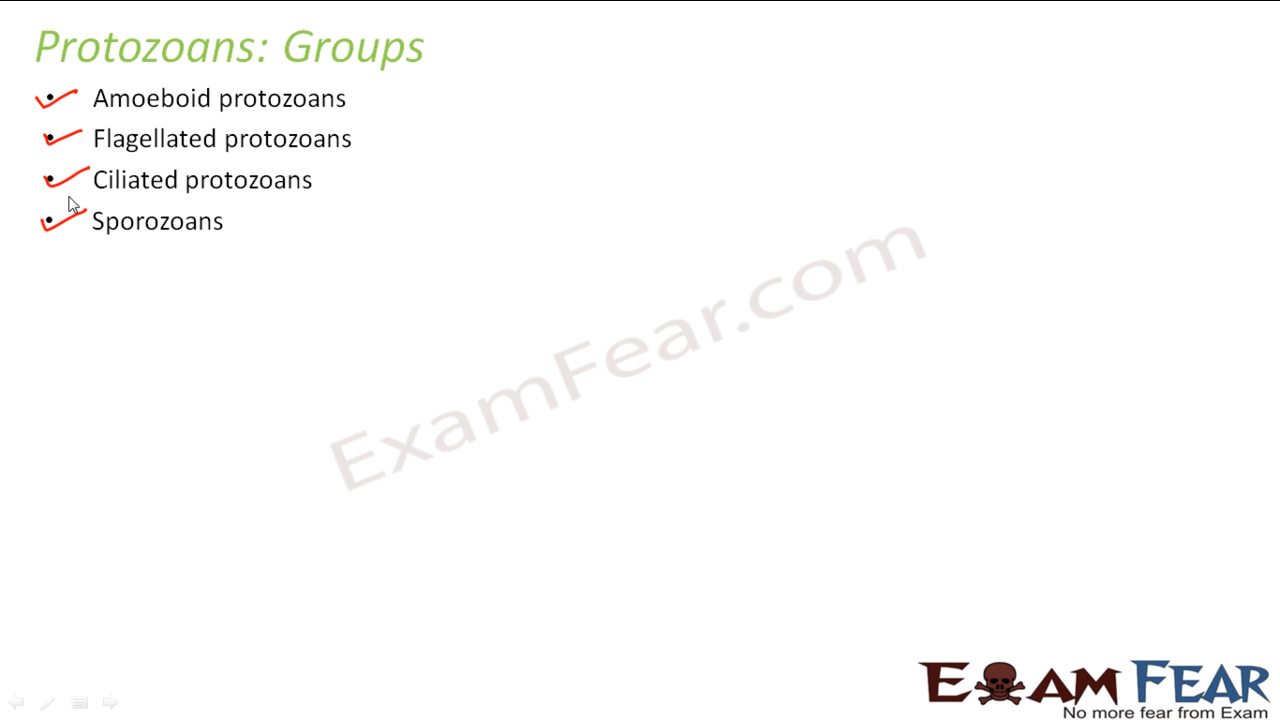 Protozoans: Groups
• Amoeboid protozoans
• Flagellated protozoans
• Ciliated protozoans
• Sporozoans
ExamFear.com
EXAM FEAR
No more fear from Exam